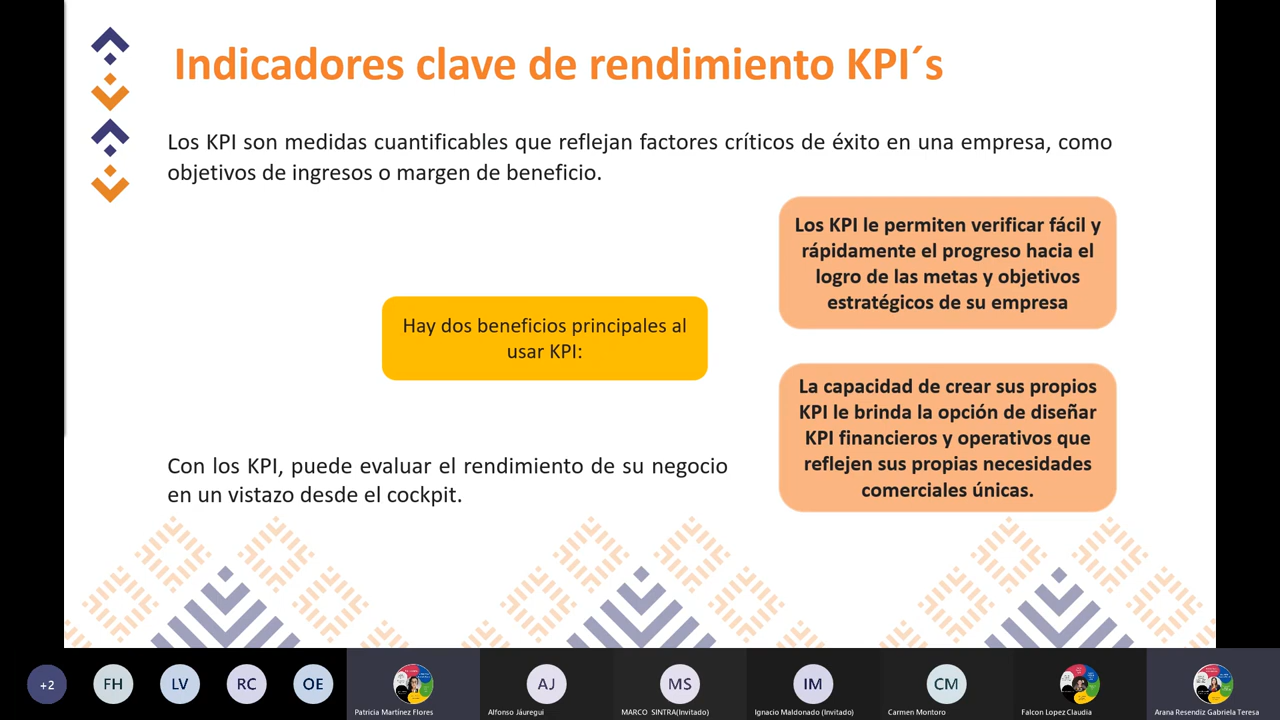 Indicadores clave de rendimiento KPI´s
Los KPI son medidas cuantificables que reflejan factores críticos de éxito en una empresa, como
objetivos de ingresos o margen de beneficio.
Los KPI le permiten verificar fácil y
rápidamente el progreso hacia el
logro de las metas y objetivos
estratégicos de su empresa
Hay dos beneficios principales al
usar KPI:
La capacidad de crear sus propios
KPI le brinda la opción de diseñar
KPI financieros y operativos que
reflejen sus propias necesidades
comerciales únicas.
Con los KPI, puede evaluar el rendimiento de su negocio
en un vistazo desde el cockpit.
+2
FH
LV
RC
OE
AJ
MS
IM
CM
Patricia Martínez Flores
Alfonso Jáuregui
MARCO SINTRA(Invitado)
Ignacio Maldonado (Invitado)
Carmen Montoro
Falcon Lopez Claudia
Arana Resendiz Gabriela Teresa